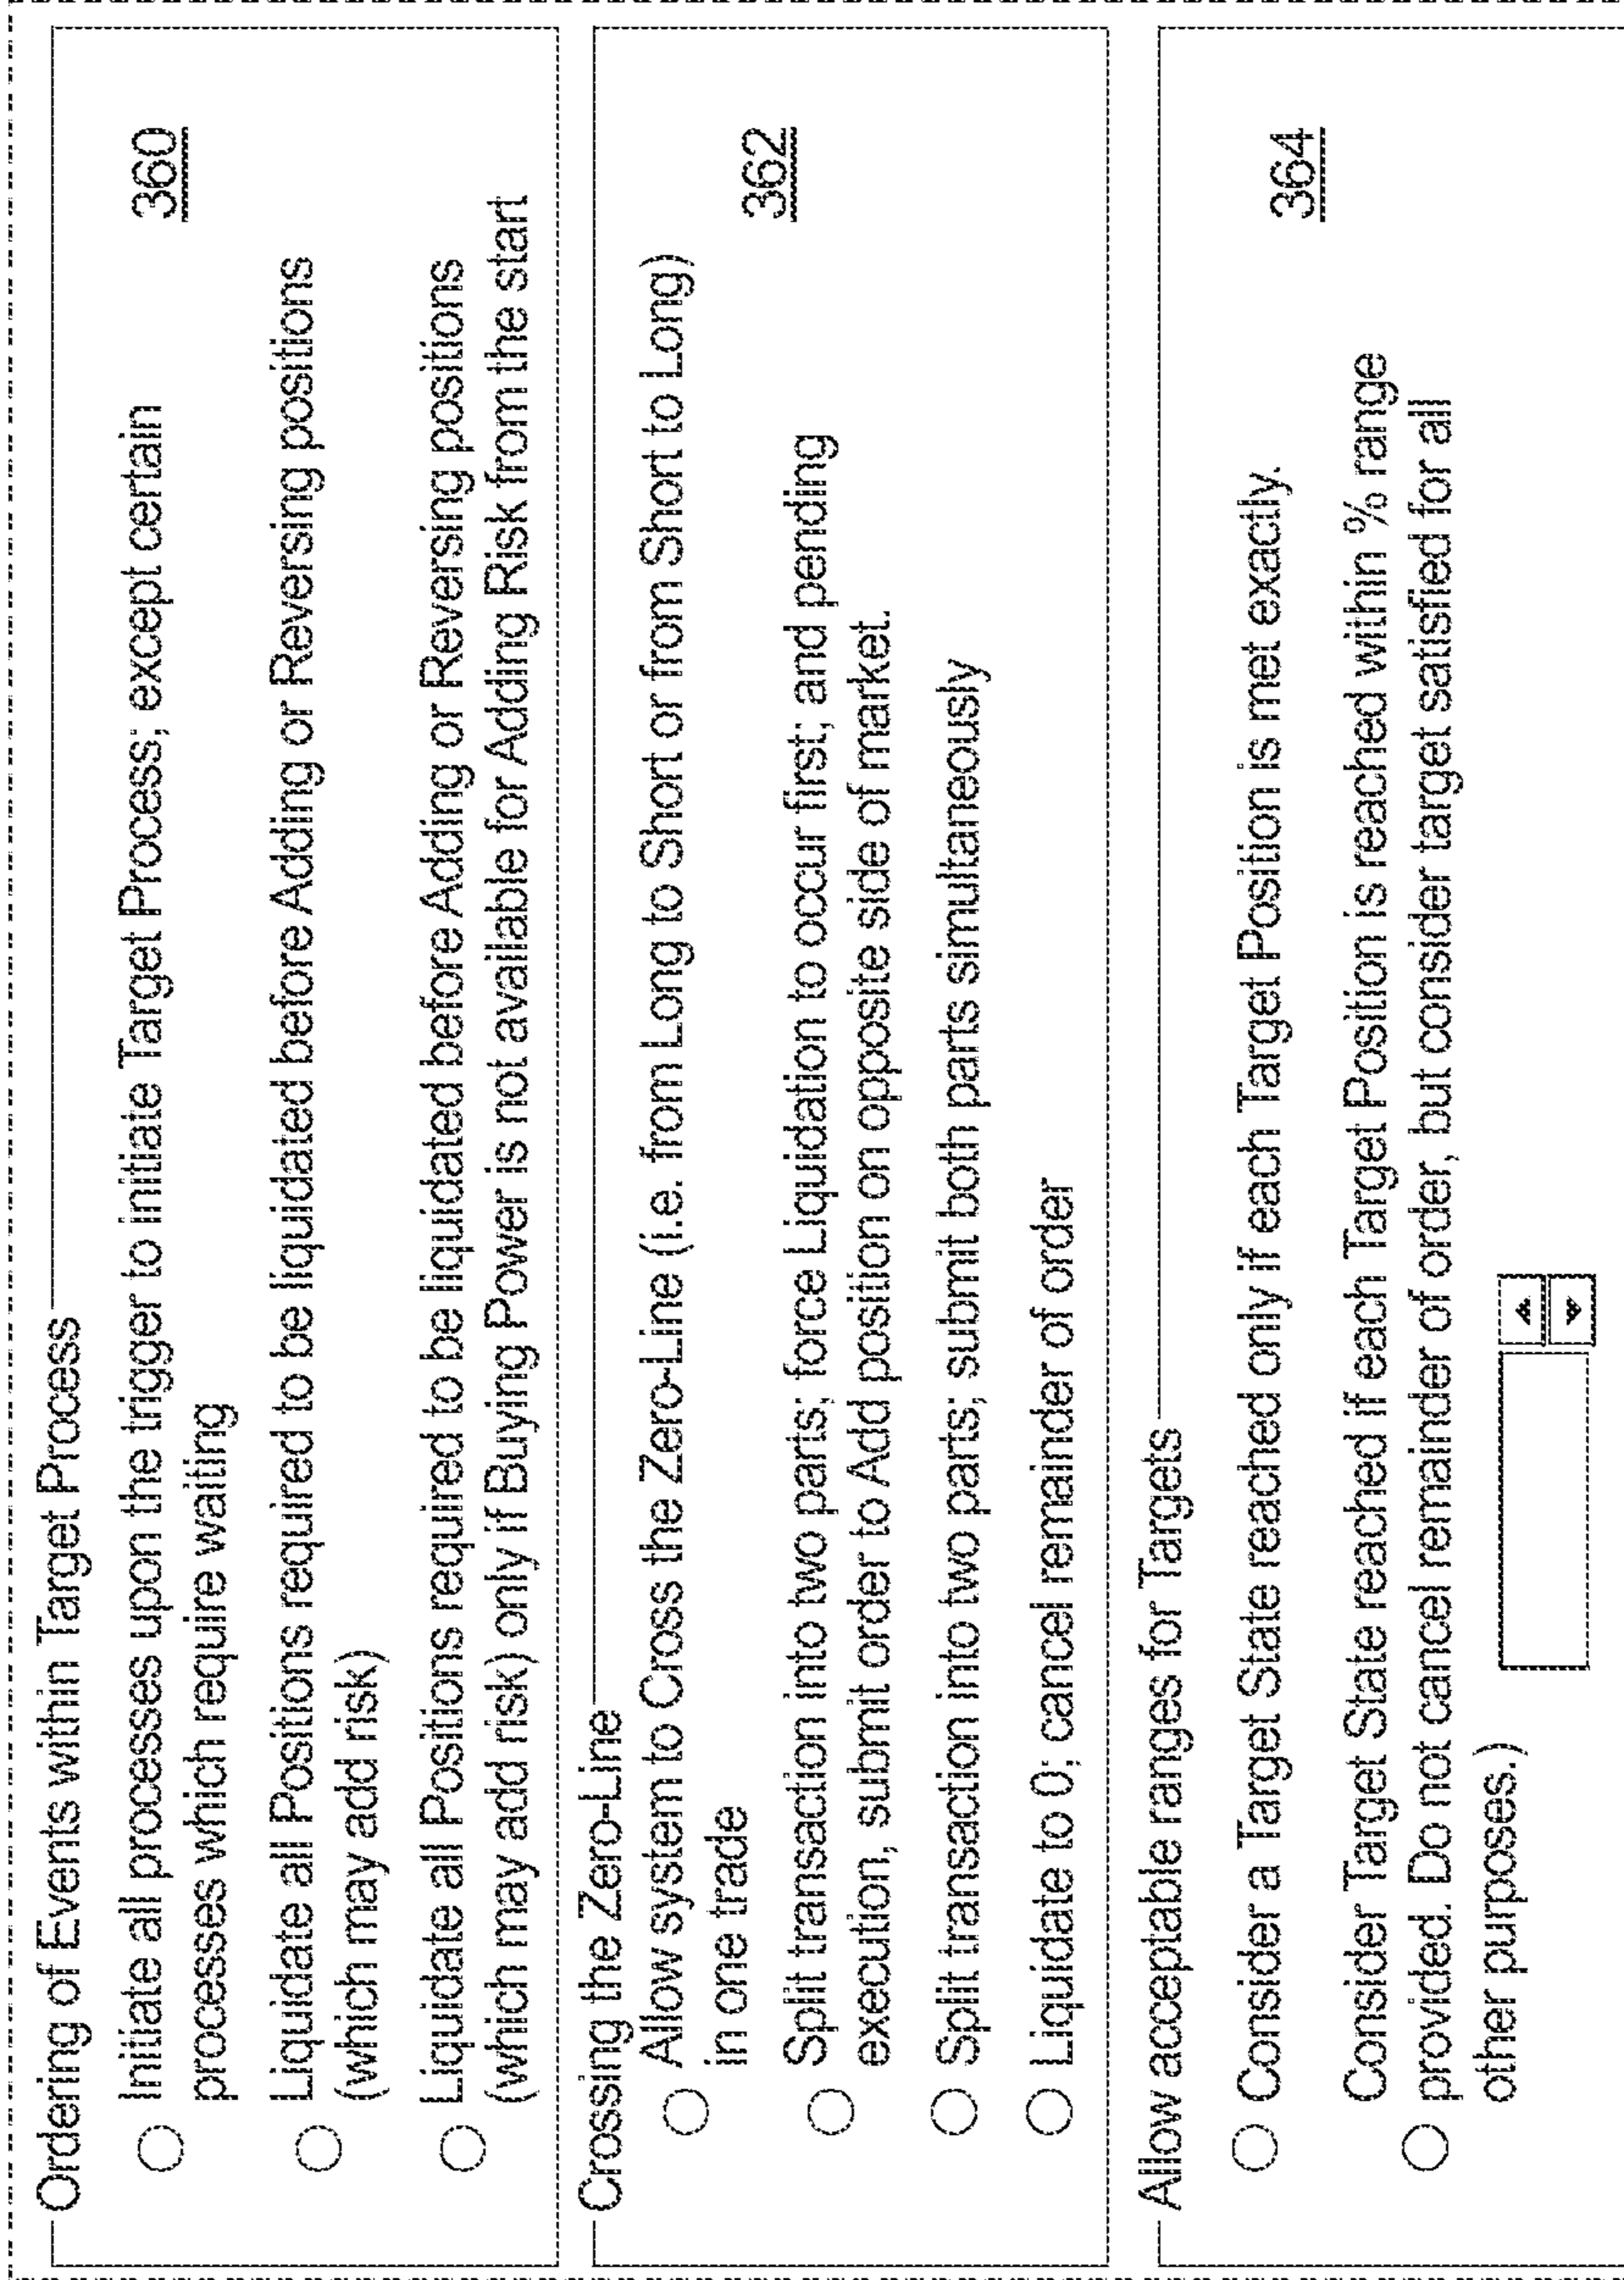 Ordering of Events within Target Process
360
Initiate all processes upon the trigger to initiate Target Process; except certain
processes which require waiting
Liquidate all Positions required to be liquidated before Adding or Reversing positions
(which may add risk)
Liquidate all Positions required to be liquidated before Adding or Reversing positions
(which may add risk) only if Buying Power is not available for Adding Risk from the start
Crossing the Zero-Line
Allow system to Cross the Zero-Line (i.e. from Long to Short or from Short to Long)
in one trade
362
Split transaction into two parts; force Liquidation to occur first; and pending
execution, submit order to Add position on opposite side of market.
Split transaction into two parts; submit both parts simultaneously
Liquidate to 0; cancel remainder of order
Allow acceptable ranges for Targets
Consider a Target State reached only if each Target Position is met exactly.
364
Consider Target State reached if each Target Position is reached within % range
provided. Do not cancel remainder of order, but consider target satisfied for all
other purposes.)